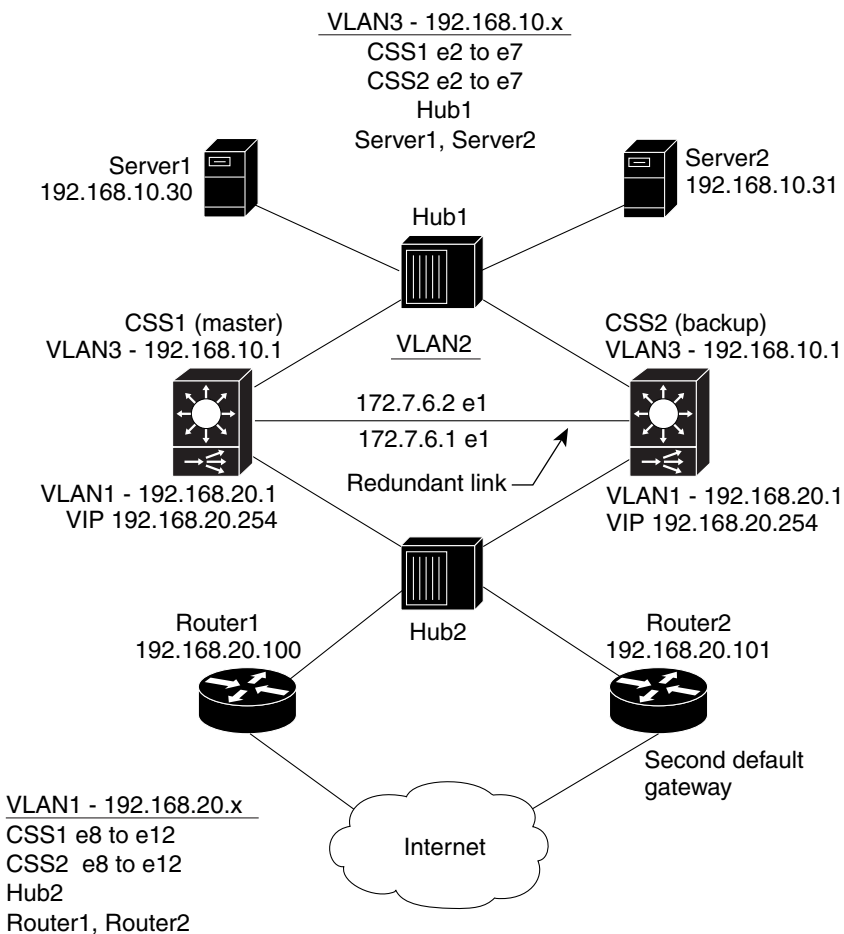 VLAN3 - 192.168.10.x
CSS1 e2 to e7
CSS2 e2 to e7
Hub1
Server1, Server2
Server1
192.168.10.30
Server2
192.168.10.31
Hub1
CSS1 (master)
VLAN3 - 192.168.10.1
VLAN2
CSS2 (backup)
VLAN3 - 192.168.10.1
172.7.6.2 e1
172.7.6.1 e1
Redundant link
VLAN1 - 192.168.20.1
VIP 192.168.20.254
VLAN1 - 192.168.20.1
VIP 192.168.20.254
Hub2
Router1
192.168.20.100
Router2
192.168.20.101
Second default
gateway
Internet
VLAN1 - 192.168.20.x
CSS1 e8 to e12
CSS2 e8 to e12
Hub2
Router1, Router2